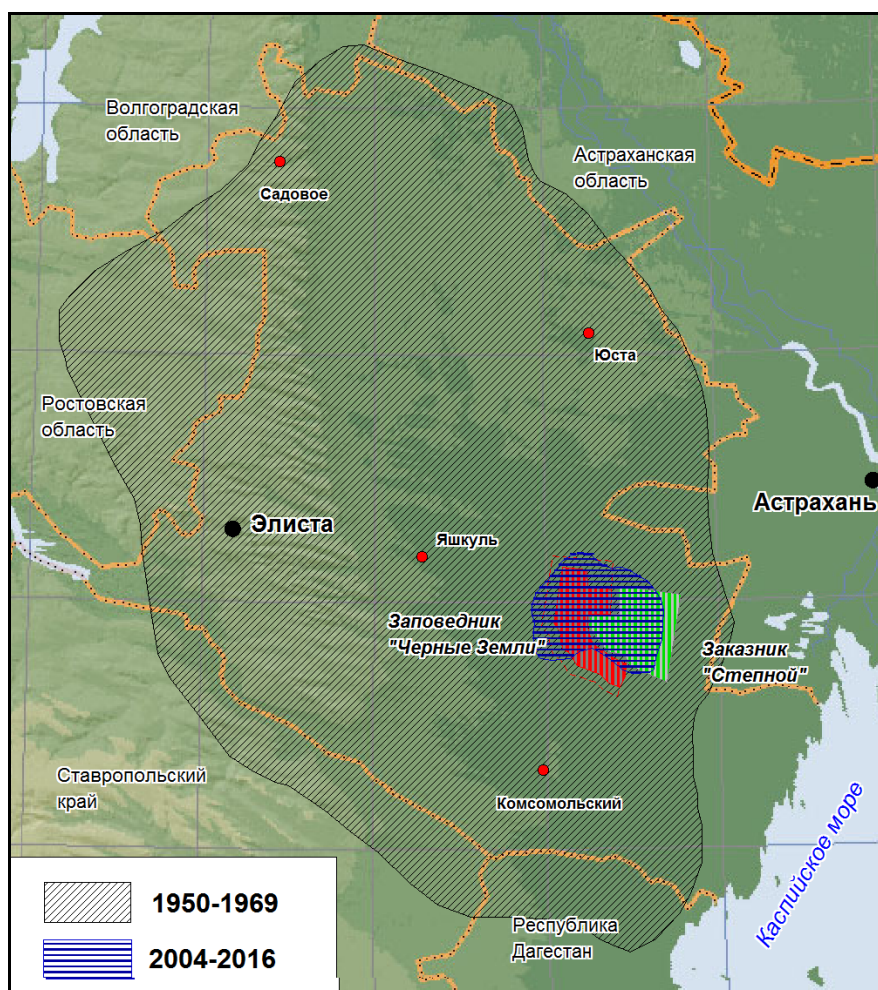 Волгоградская
область
Астраханская
область
Садовое
Юста
Ростовская
область
Астрахань
Элиста
Яшкуль
Заповедник
"Черные Земли"
Заказник
"Степной"
Ставропольский
край
Комсомольский
Каспийское море
1950-1969
Республика
Дагестан
2004-2016